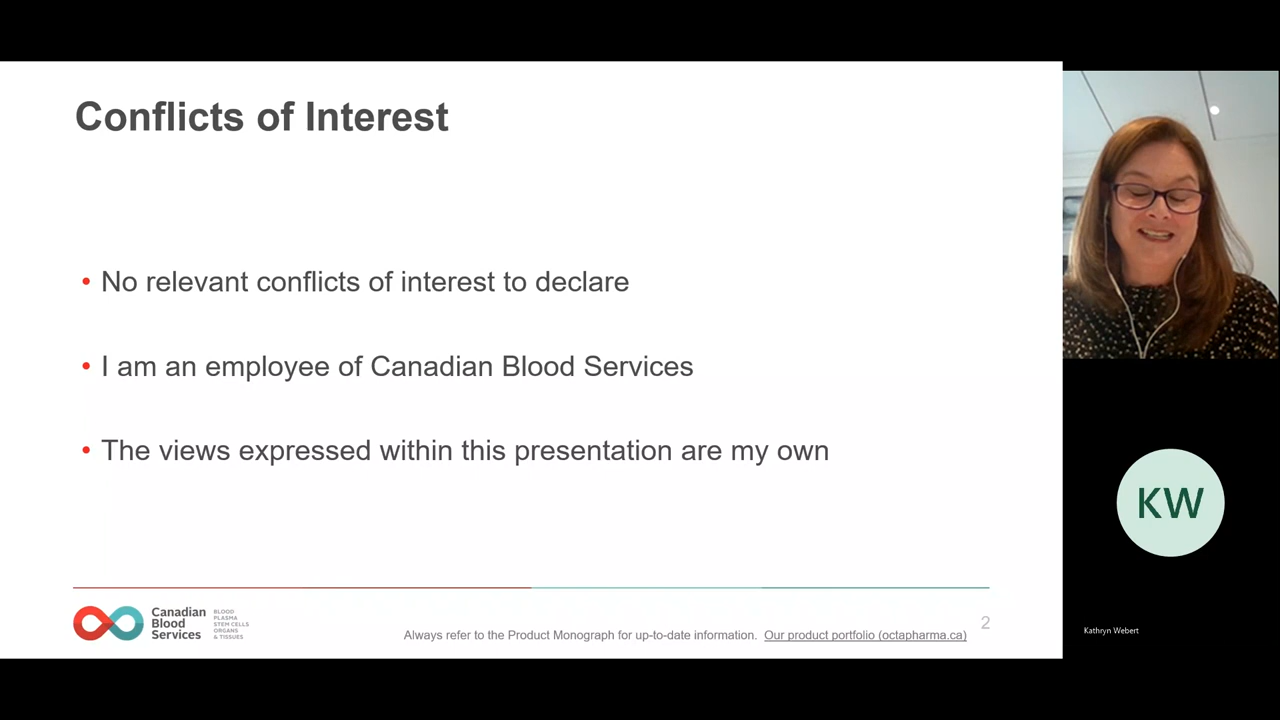 Conflicts of Interest
• No relevant conflicts of interest to declare
• I am an employee of Canadian Blood Services
• The views expressed within this presentation are my own
Canadian
Blood
Services
BLOOD
PLASMA
STEM CELLS
ORGANS
& TISSUES
Always refer to the Product Monograph for up-to-date information. Our product portfolio (octapharma.ca)
2
KW
Kathryn Webert